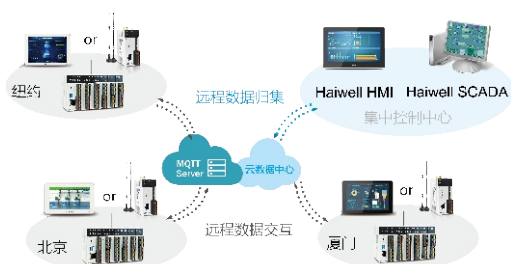 or
纽约
远程数据归集
Haiwell HMI
Haiwell SCADA
集中控制中心
MQTT
Server
云数据中心
or
北京
远程数据交互
or
厦门